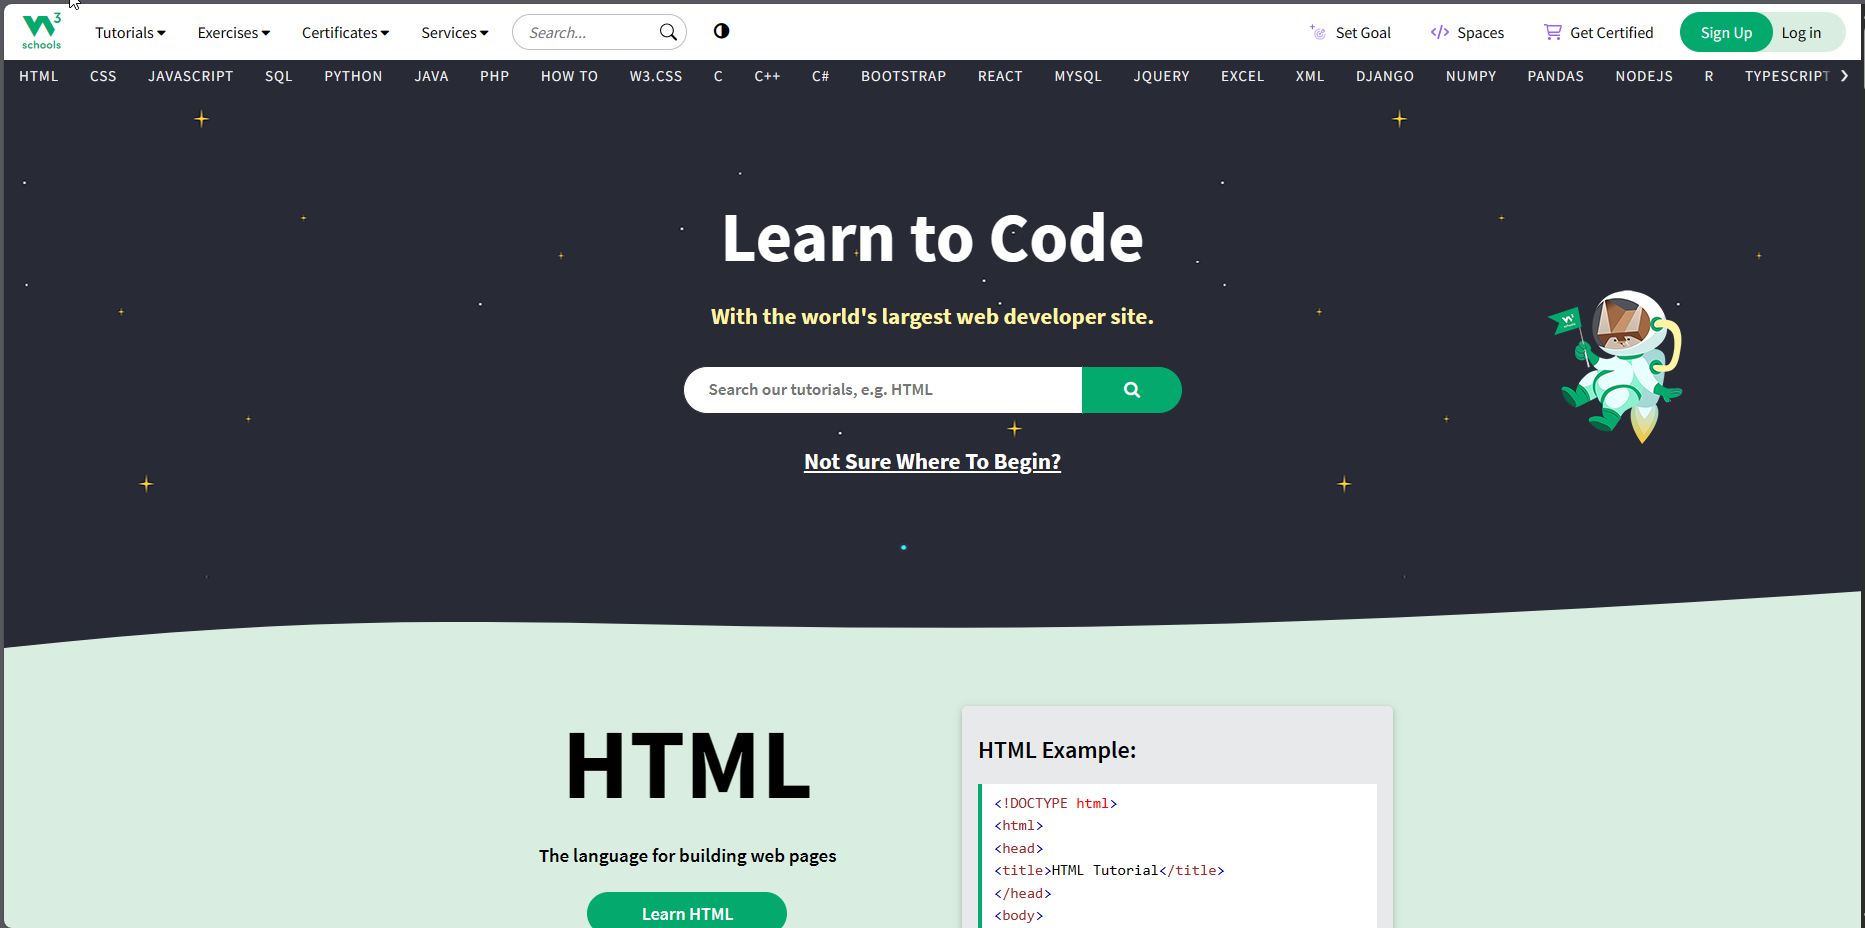 3
schools
Tutorials Exercises Certificates Services Search... Set Goal Spaces Get Certified Sign Up Log in
HTML CSS JAVASCRIPT SQL PYTHON JAVA PHP HOW TO W3.CSS C C++ C# BOOTSTRAP REACT MYSQL JQUERY EXCEL XML DJANGO NUMPY PANDAS NODEJS R TYPESCRIPT
Learn to Code
With the world's largest web developer site.
Search our tutorials, e.g. HTML
Not Sure Where To Begin?
HTML
The language for building web pages
Learn HTML
HTML Example:
<!DOCTYPE html>
<html>
<head>
<title>HTML Tutorial</title>
</head>
<body>